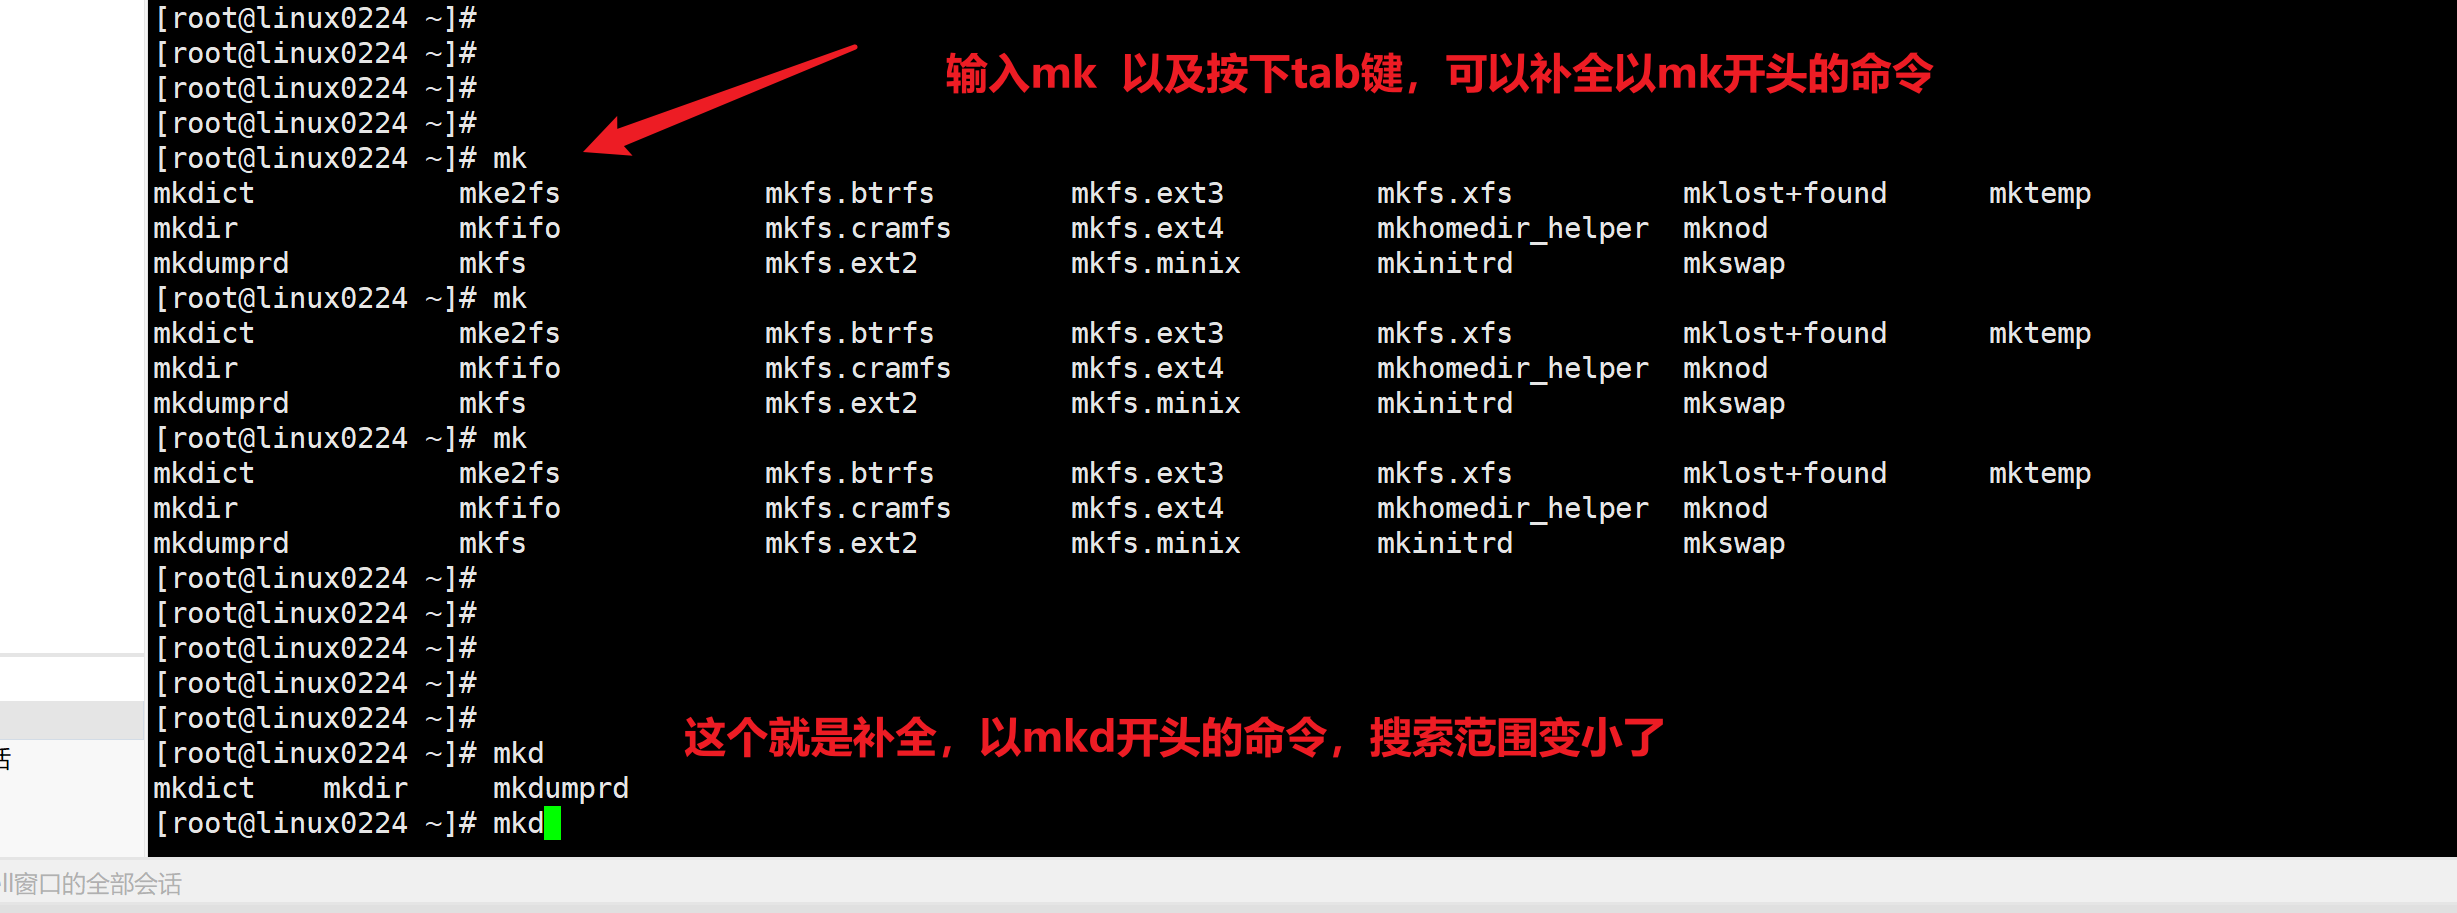 [root@linux0224 ~]#
[root@linux0224 ~]#
[root@linux0224 ~]#
[root@linux0224 ~]#
输入mk 以及按下tab键，可以补全以mk开头的命令
[root@linux0224 ~]# mk
mkdict mke2fs mkfs.btrfs mkfs.ext3 mkfs.xfs mklost+found mktemp
mkdir mkfifo mkfs.cramfs mkfs.ext4 mkhomedir_helper mknod
mkdumprd mkfs mkfs.ext2 mkfs.minix mkinitrd mkswap
[root@linux0224 ~]# mk
mkdict mke2fs mkfs.btrfs mkfs.ext3 mkfs.xfs mklost+found mktemp
mkdir mkfifo mkfs.cramfs mkfs.ext4 mkhomedir_helper mknod
mkdumprd mkfs mkfs.ext2 mkfs.minix mkinitrd mkswap
[root@linux0224 ~]# mk
mkdict mke2fs mkfs.btrfs mkfs.ext3 mkfs.xfs mklost+found mktemp
mkdir mkfifo mkfs.cramfs mkfs.ext4 mkhomedir_helper mknod
mkdumprd mkfs mkfs.ext2 mkfs.minix mkinitrd mkswap
[root@linux0224 ~]#
[root@linux0224 ~]#
[root@linux0224 ~]#
[root@linux0224 ~]#
[root@linux0224 ~]#
这个就是补全，以mkd开头的命令，搜索范围变小了
[root@linux0224 ~]# mkd
mkdict mkdir mkdumprd
[root@linux0224 ~]# mkd
ll窗口的全部会话